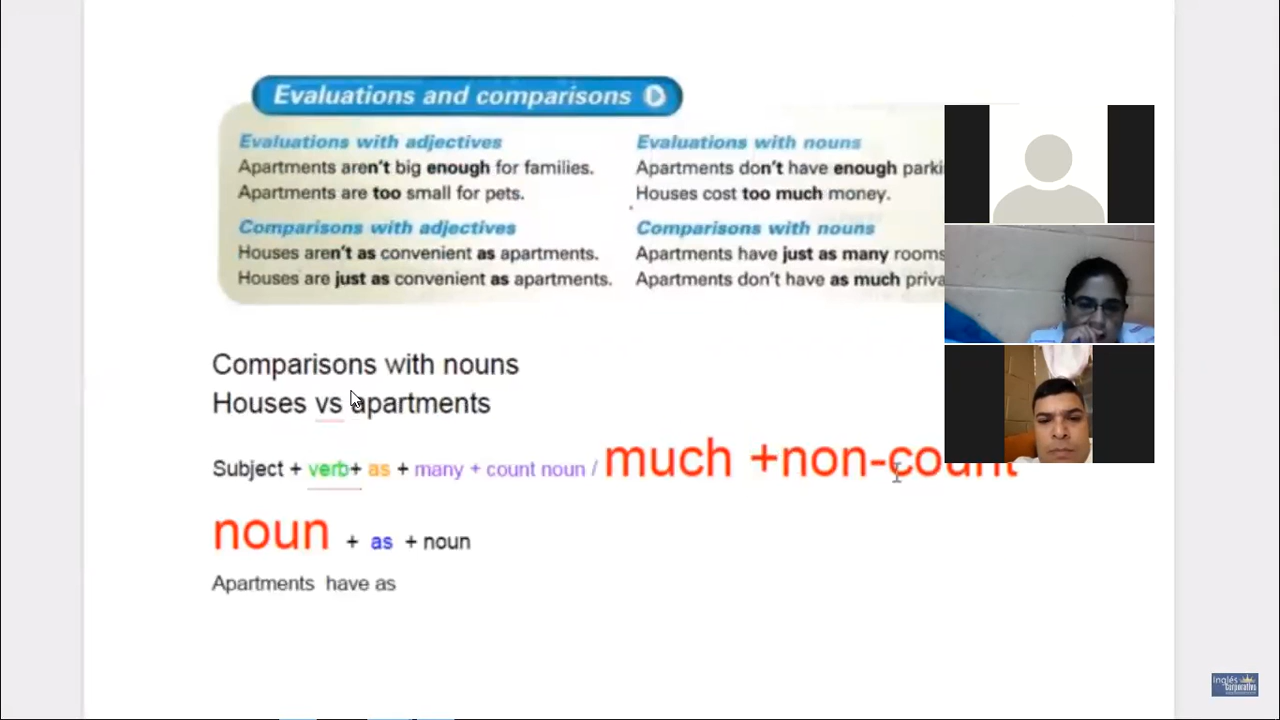 Evaluations and comparisons D
Evaluations with adjectives
Apartments aren't big enough for families.
Apartments are too small for pets.
Comparisons with adjectives
Houses aren't as convenient as apartments.
Houses are just as convenient as apartments.
Evaluations with nouns
Apartments don't have enough parki
Houses cost too much money.
Comparisons with nouns
Apartments have just as many rooms
Apartments don't have as much priva
Comparisons with nouns
Houses vs apartments
Subject + verb+ as + many + count noun / much +non-count
noun + as + noun
Apartments have as
Inglés
Corporativo